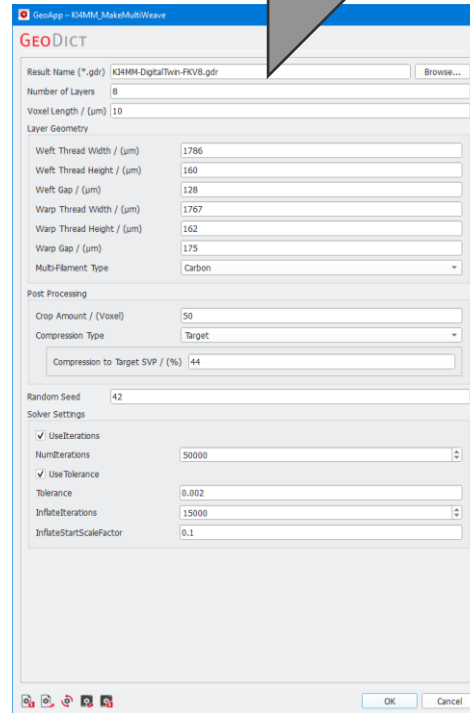 GeoApp – KI4MM_MakeMultiWeave
GEODICT
Result Name (*.gdr) KI4MM-DigitalTwin-FKV8.gdr Browse...
Number of Layers 8
Voxel Length / (µm) 10
Layer Geometry
Weft Thread Width / (µm) 1786
Weft Thread Height / (µm) 160
Weft Gap / (µm) 128
Warp Thread Width / (µm) 1767
Warp Thread Height / (µm) 162
Warp Gap / (µm) 175
Multi-Filament Type Carbon
Post Processing
Crop Amount / (Voxel) 50
Compression Type Target
Compression to Target SVP / (%) 44
Random Seed 42
Solver Settings
UseIterations
NumIterations 50000
UseTolerance
Tolerance 0.002
InflateIterations 15000
InflateStartScaleFactor 0.1
OK Cancel